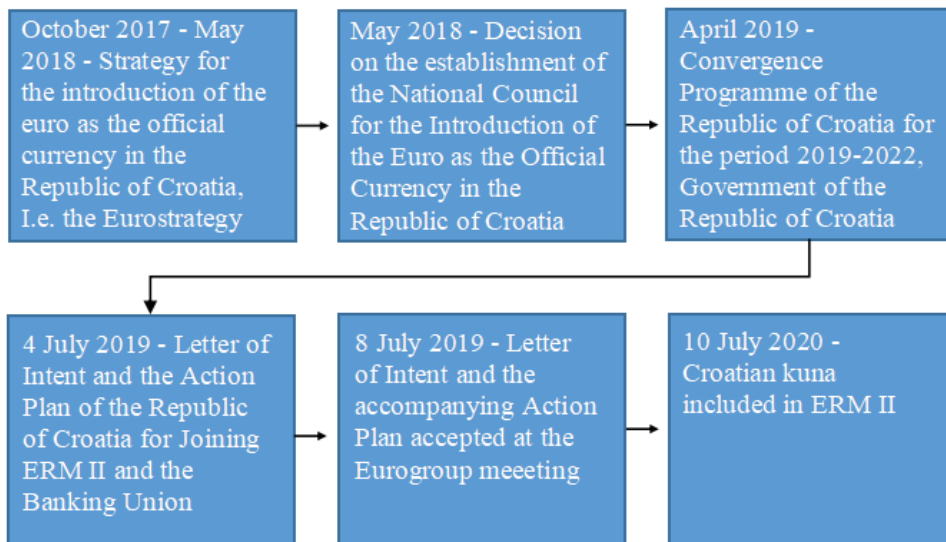 October 2017 - May
2018 - Strategy for
the introduction of the
euro as the official
currency in the
Republic of Croatia,
I.e. the Eurostrategy
May 2018 - Decision
on the establishment of
the National Council
for the Introduction of
the Euro as the Official
Currency in the
Republic of Croatia
April 2019 -
Convergence
Programme of the
Republic of Croatia for
the period 2019-2022,
Government of the
Republic of Croatia
4 July 2019 - Letter of
Intent and the Action
Plan of the Republic
of Croatia for Joining
ERM II and the
Banking Union
8 July 2019 - Letter
of Intent and the
accompanying Action
Plan accepted at the
Eurogroup meeeting
10 July 2020 -
Croatian kuna
included in ERM II